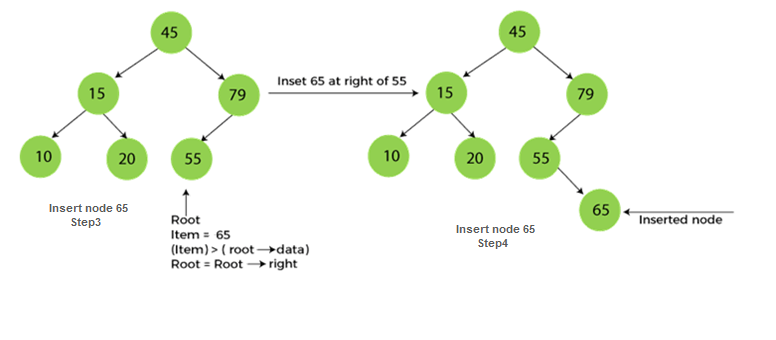 45
15
79
10
20
55
Insert node 65
Step3
Root
Item = 65
(Item) > ( root → data)
Root = Root → right
Inset 65 at right of 55
45
15
79
10
20
55
65
Inserted node
Insert node 65
Step4